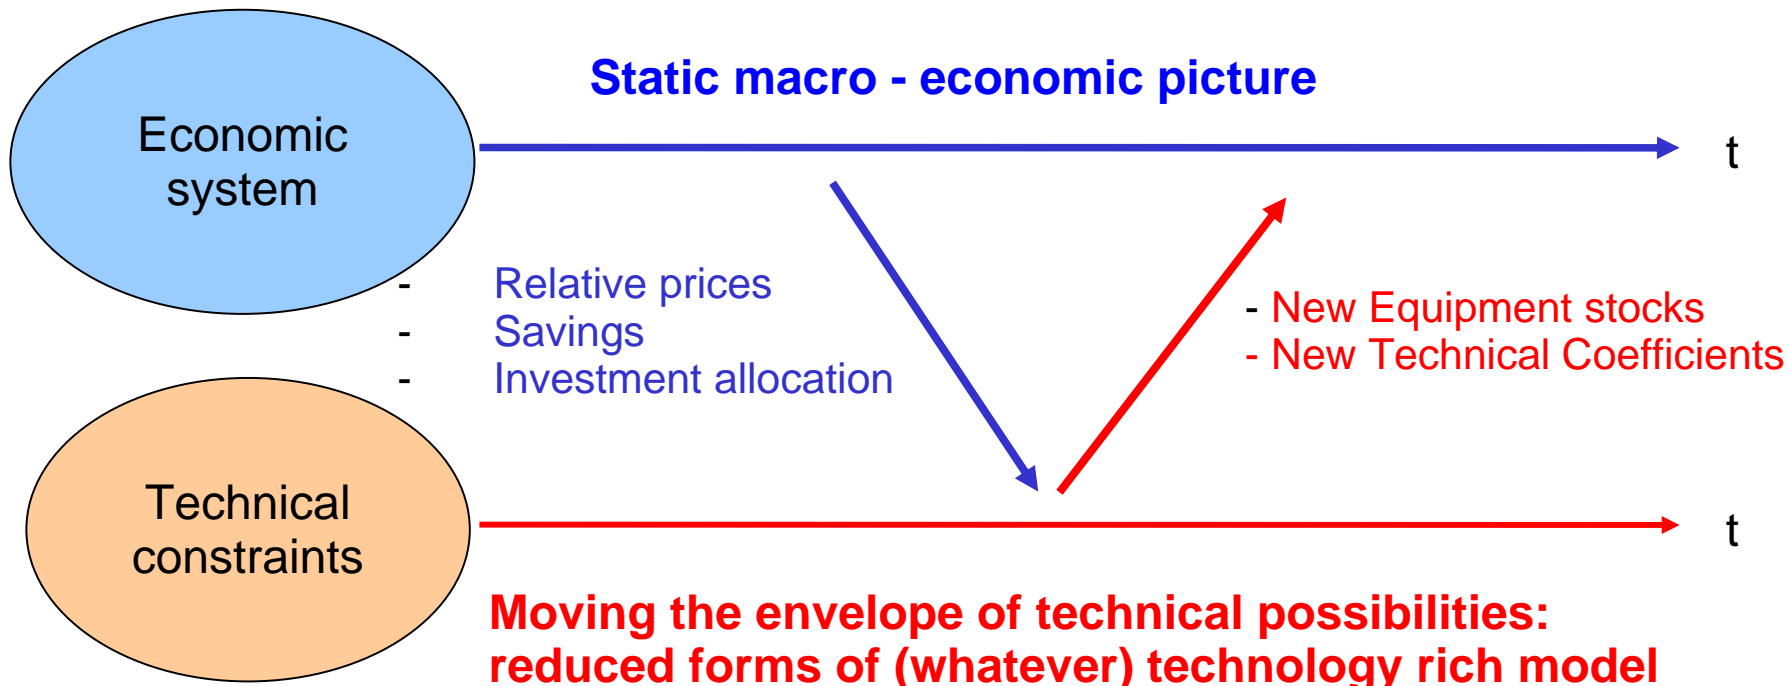 Static macro - economic picture
Economic
system
t
- Relative prices
- Savings
- Investment allocation
- New Equipment stocks
- New Technical Coefficients
Technical
constraints
t
Moving the envelope of technical possibilities:
reduced forms of (whatever) technology rich model